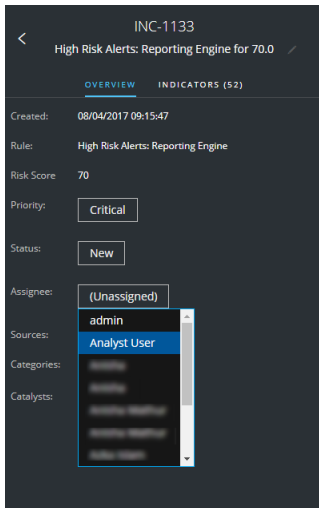 INC-1133
High Risk Alerts: Reporting Engine for 70.0
OVERVIEW INDICATORS (52)
Created: 08/04/2017 09:15:47
Rule: High Risk Alerts: Reporting Engine
Risk Score 70
Priority: Critical
Status: New
Assignee: (Unassigned)
admin
Analyst User
Sources:
Categories:
Catalysts: